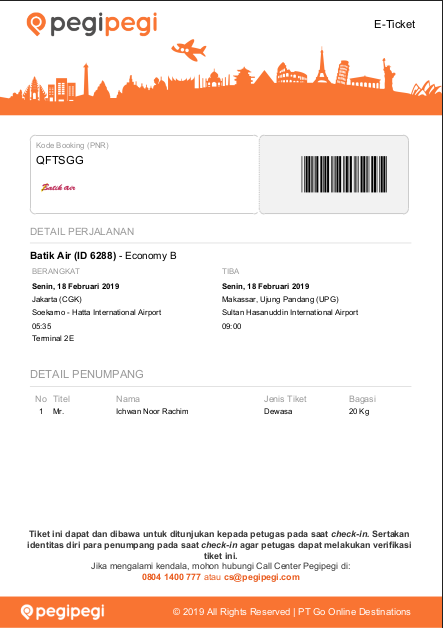 pegipegi
E-Ticket
Kode Booking (PNR)
QFTSGG
Batik Air
DETAIL PERJALANAN
Batik Air (ID 6288) - Economy B
BERANGKAT TIBA
Senin, 18 Februari 2019 Senin, 18 Februari 2019
Jakarta (CGK) Makassar, Ujung Pandang (UPG)
Soekarno - Hatta International Airport Sultan Hasanuddin International Airport
05:35 09:00
Terminal 2E
DETAIL PENUMPANG
No Titel Nama Jenis Tiket Bagasi
1 Mr. Ichwan Noor Rachim Dewasa 20 Kg
Tiket ini dapat dan dibawa untuk ditunjukan kepada petugas pada saat check-in. Sertakan
identitas diri para penumpang pada saat check-in agar petugas dapat melakukan verifikasi
tiket ini.
Jika mengalami kendala, mohon hubungi Call Center Pegipegi di:
0804 1400 777 atau cs@pegipegi.com
pegipegi © 2019 All Rights Reserved | PT Go Online Destinations